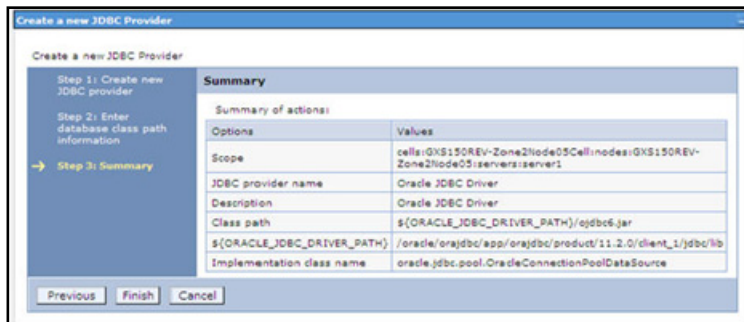 Create a new JDBC Provider
Create a new JDBC Provider
Step 1: Create new
JDBC provider
Step 2: Enter
database class path
information
Step 3: Summary
Summary
Summary of actions:
Options Values
Scope cells:GXS150REV-Zone2Node05Cell:nodes:GXS150REV-
Zone2Node05:servers:server1
JDBC provider name Oracle JDBC Driver
Description Oracle JDBC Driver
Class path ${ORACLE_JDBC_DRIVER_PATH}/ojdbc6.jar
${ORACLE_JDBC_DRIVER_PATH} /oracle/orajdbc/app/orajdbc/product/11.2.0/client_1/jdbc/lib
Implementation class name oracle.jdbc.pool.OracleConnectionPoolDataSource
Previous Finish Cancel